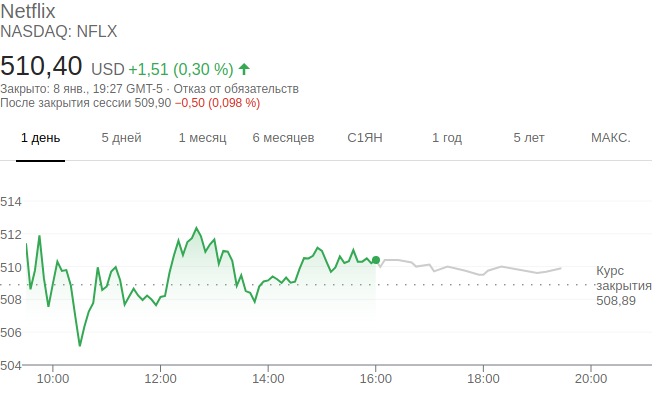 Netflix
NASDAQ: NFLX
510,40 USD +1,51 (0,30 %)
Закрыто: 8 янв., 19:27 GMT-5 · Отказ от обязательств
После закрытия сессии 509,90 −0,50 (0,098 %)
1 день 5 дней 1 месяц 6 месяцев С1ЯН 1 год 5 лет МАКС.
514
512
510
508
506
504
Курс
закрытия
508,89
10:00 12:00 14:00 16:00 18:00 20:00